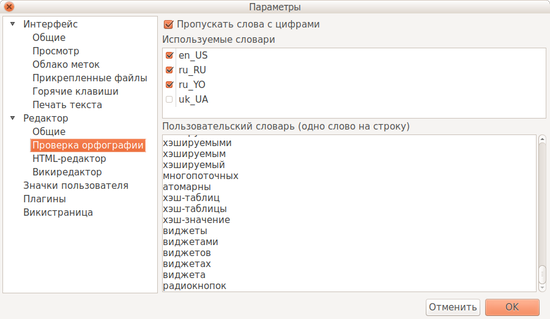 Параметры
Интерфейс
Общие
Просмотр
Облако меток
Прикрепленные файлы
Горячие клавиши
Печать текста
Редактор
Общие
Проверка орфографии
HTML-редактор
Викиредактор
Значки пользователя
Плагины
Викистраница
Пропускать слова с цифрами
Используемые словари
en_US
ru_RU
ru_YO
uk_UA
Пользовательский словарь (одно слово на строку)
хэшируемыми
хэшируемым
хэшируемый
многопоточных
атомарны
хэш-таблиц
хэш-таблицы
хэш-значение
виджеты
виджетами
виджетов
виджетах
виджета
радиокнопок
Отменить
OK